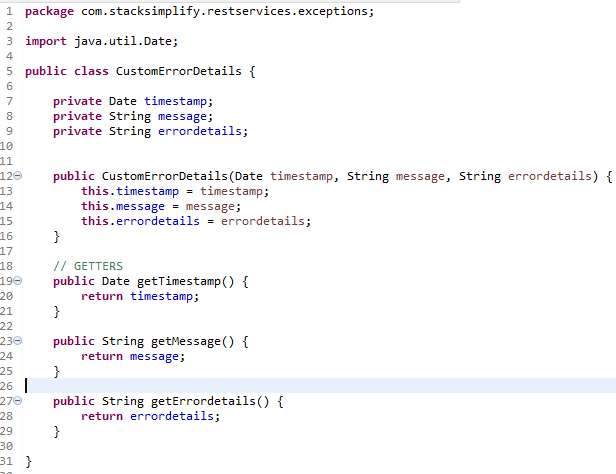 1 package com.stacksimplify.restservices.exceptions;
2
3 import java.util.Date;
4
5 public class CustomErrorDetails {
6
7     private Date timestamp;
8     private String message;
9     private String errordetails;
10
11
12     public CustomErrorDetails(Date timestamp, String message, String errordetails) {
13         this.timestamp = timestamp;
14         this.message = message;
15         this.errordetails = errordetails;
16     }
17
18     // GETTERS
19     public Date getTimestamp() {
20         return timestamp;
21     }
22
23     public String getMessage() {
24         return message;
25     }
26
27     public String getErrordetails() {
28         return errordetails;
29     }
30
31 }